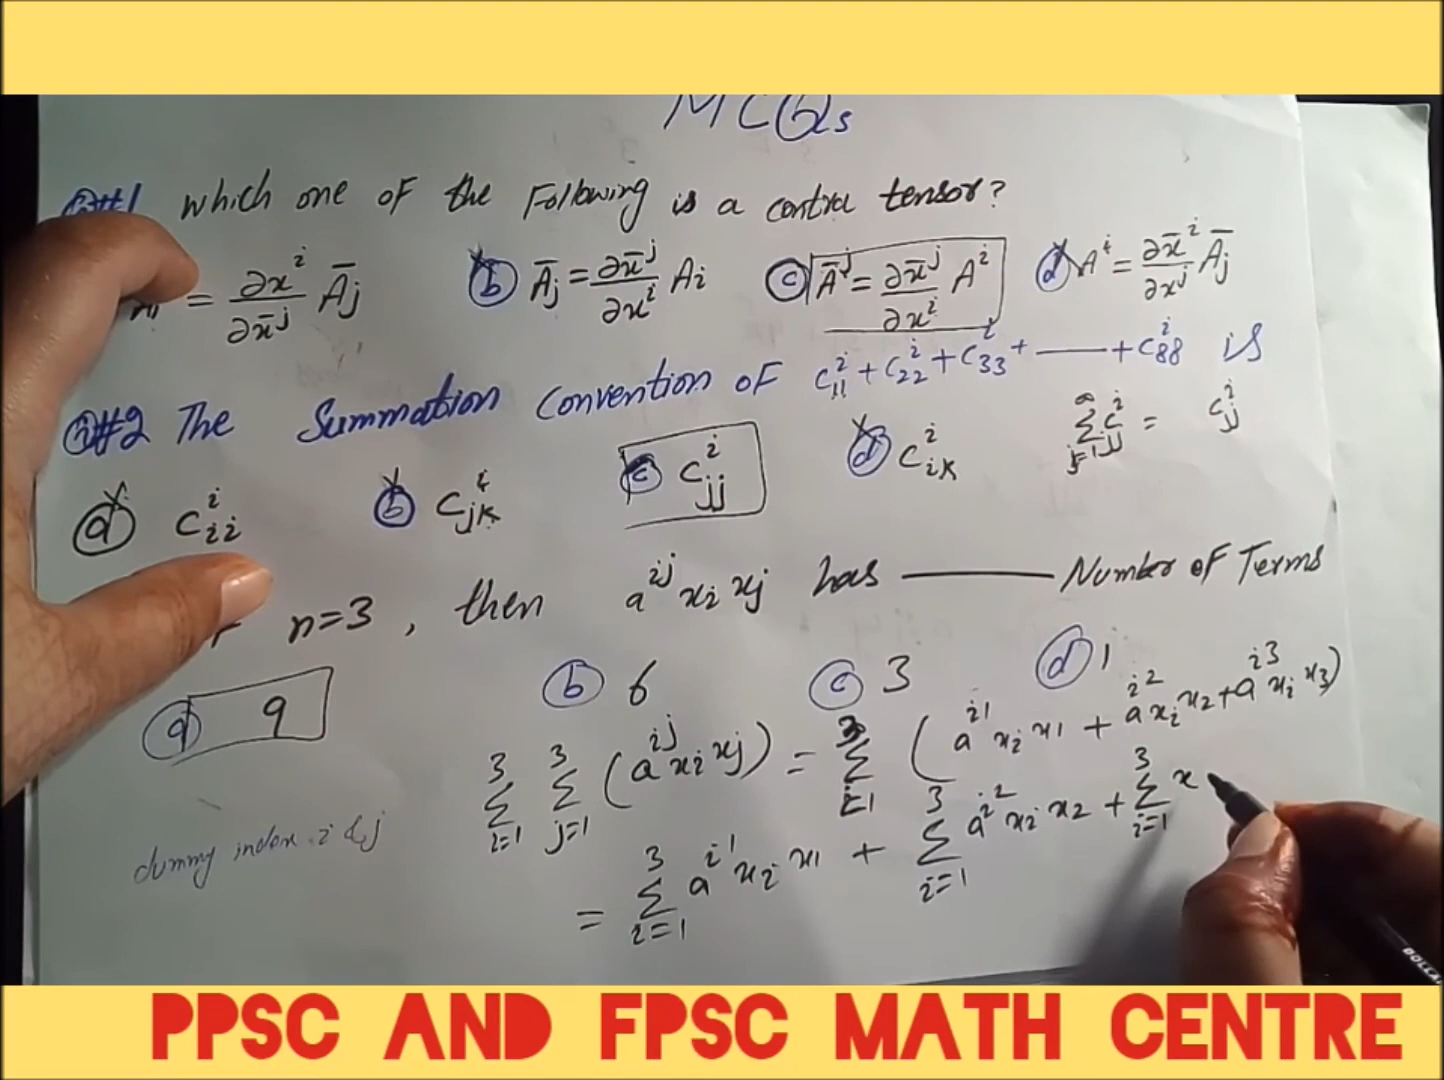 MCQs
Q#1 which one of the Following is a contra tensor?
= ∂x^i/∂x̄^j Ā_j (b) Ā_j = ∂x̄^j/∂x^i A_i (c) Ā^j = ∂x̄^j/∂x^i A^i (d) A^i = ∂x̄^i/∂x^j Ā_j
Q#2 The Summation Convention of C^i_11 + C^i_22 + C^i_33 + —— + C^i_88 is
(a) C^i_ii (b) C^i_jk (c) C^i_jj (d) C^i_ik Σ_{j=1} C^i_jj = C^i_jj
n=3, then a^ij x_i x_j has ——— Number of Terms
(a) 9 (b) 6 (c) 3 (d) 1
Σ_{i=1}^3 Σ_{j=1}^3 (a^ij x_i x_j) = Σ_{i=1}^3 (a^i1 x_i x_1 + a^i2 x_i x_2 + a^i3 x_i x_3)
dummy index i & j
= Σ_{i=1}^3 a^i1 x_i x_1 + Σ_{i=1}^3 a^i2 x_i x_2 + Σ_{i=1}^3 x
DOLLA
PPSC AND FPSC MATH CENTRE